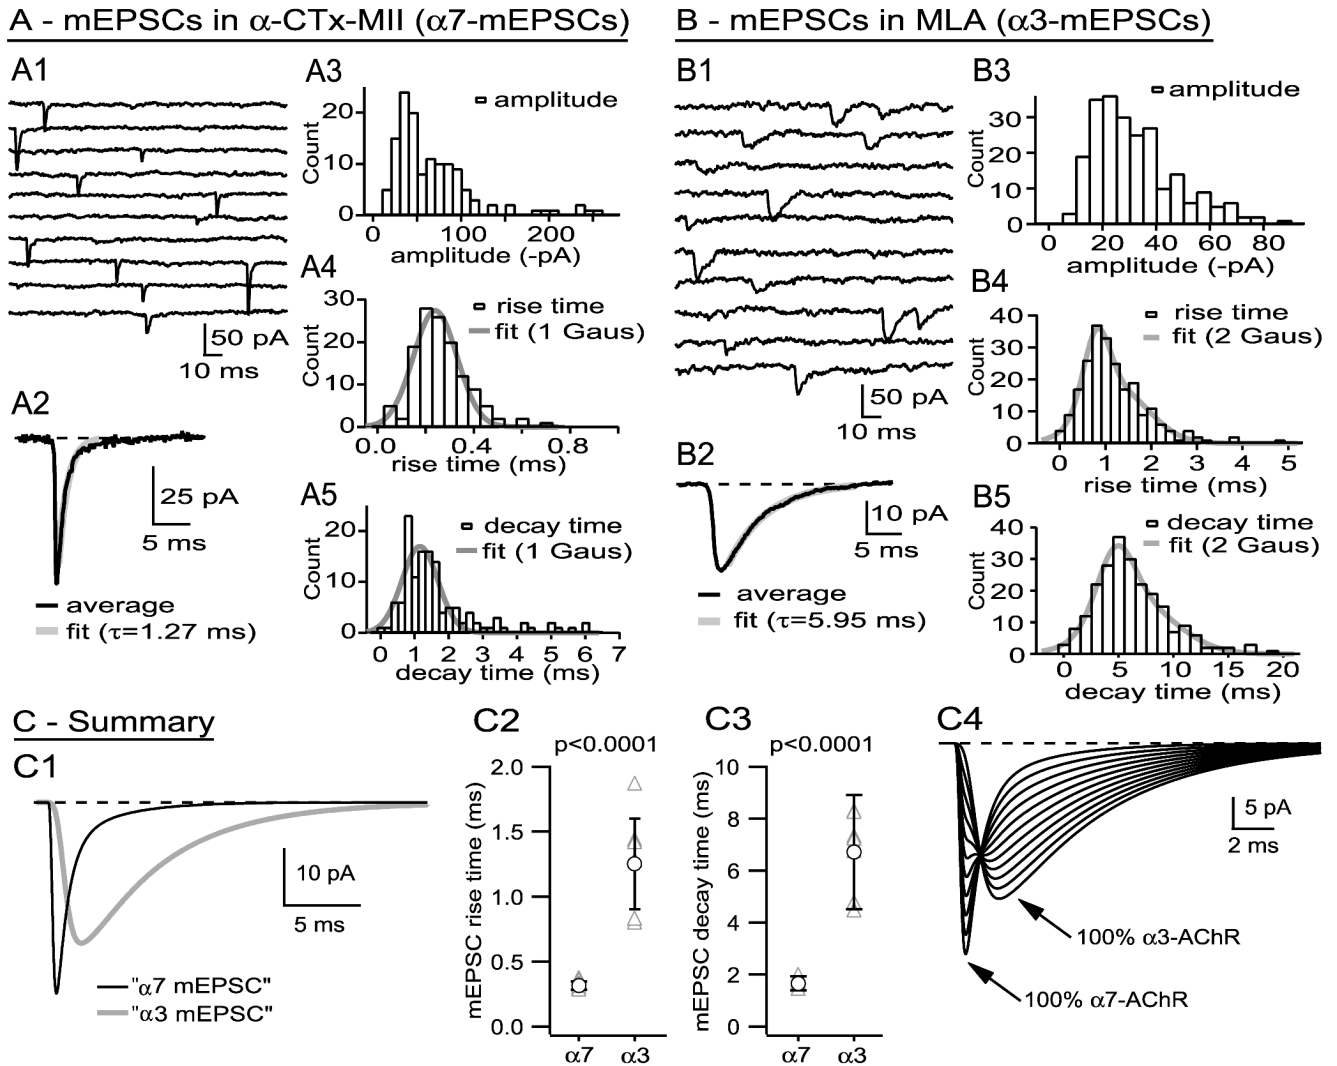 A - mEPSCs in α-CTx-MII (α7-mEPSCs)
A1
50 pA
10 ms
A2
25 pA
5 ms
average
fit (τ=1.27 ms)
A3
amplitude
Count
20
10
0
0 100 200
amplitude (-pA)
A4
rise time
fit (1 Gaus)
Count
30
20
10
0
0.0 0.4 0.8
rise time (ms)
A5
decay time
fit (1 Gaus)
Count
20
10
0
0 1 2 3 4 5 6 7
decay time (ms)
B - mEPSCs in MLA (α3-mEPSCs)
B1
50 pA
10 ms
B2
10 pA
5 ms
average
fit (τ=5.95 ms)
B3
amplitude
Count
30
20
10
0
0 20 40 60 80
amplitude (-pA)
B4
rise time
fit (2 Gaus)
Count
40
30
20
10
0
0 1 2 3 4 5
rise time (ms)
B5
decay time
fit (2 Gaus)
Count
40
30
20
10
0
0 5 10 15 20
decay time (ms)
C - Summary
C1
10 pA
5 ms
"α7 mEPSC"
"α3 mEPSC"
C2
p<0.0001
mEPSC rise time (ms)
2.0
1.5
1.0
0.5
0.0
α7 α3
C3
p<0.0001
mEPSC decay time (ms)
10
8
6
4
2
0
α7 α3
C4
5 pA
2 ms
100% α3-AChR
100% α7-AChR